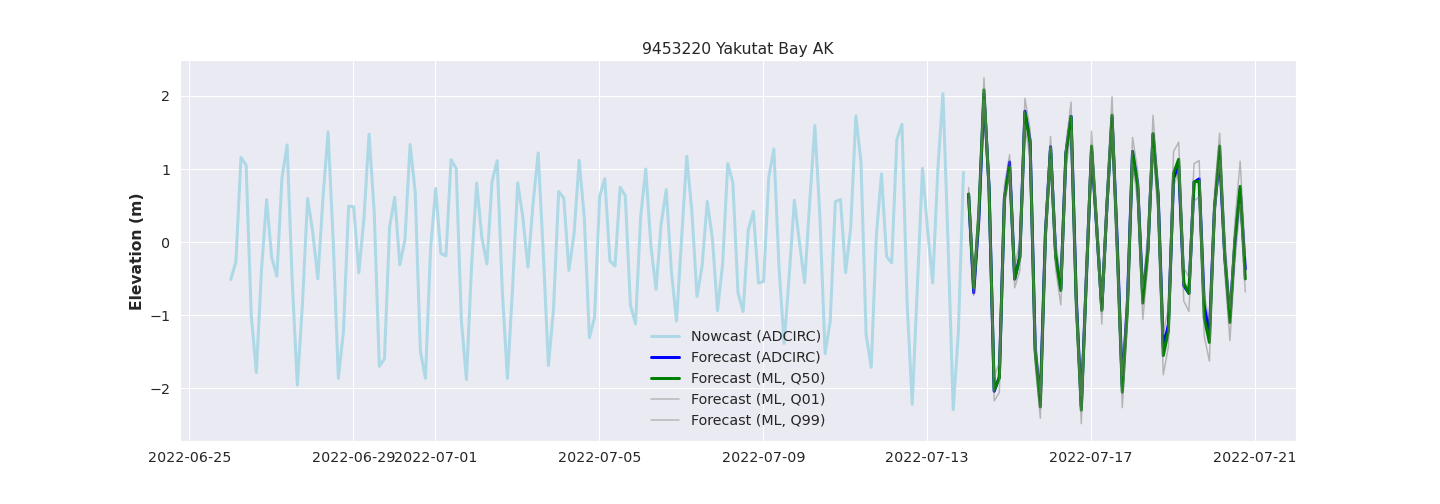 9453220 Yakutat Bay AK
Elevation (m)
2
1
0
−1
−2
Nowcast (ADCIRC)
Forecast (ADCIRC)
Forecast (ML, Q50)
Forecast (ML, Q01)
Forecast (ML, Q99)
2022-06-25 2022-06-29 2022-07-01 2022-07-05 2022-07-09 2022-07-13 2022-07-17 2022-07-21